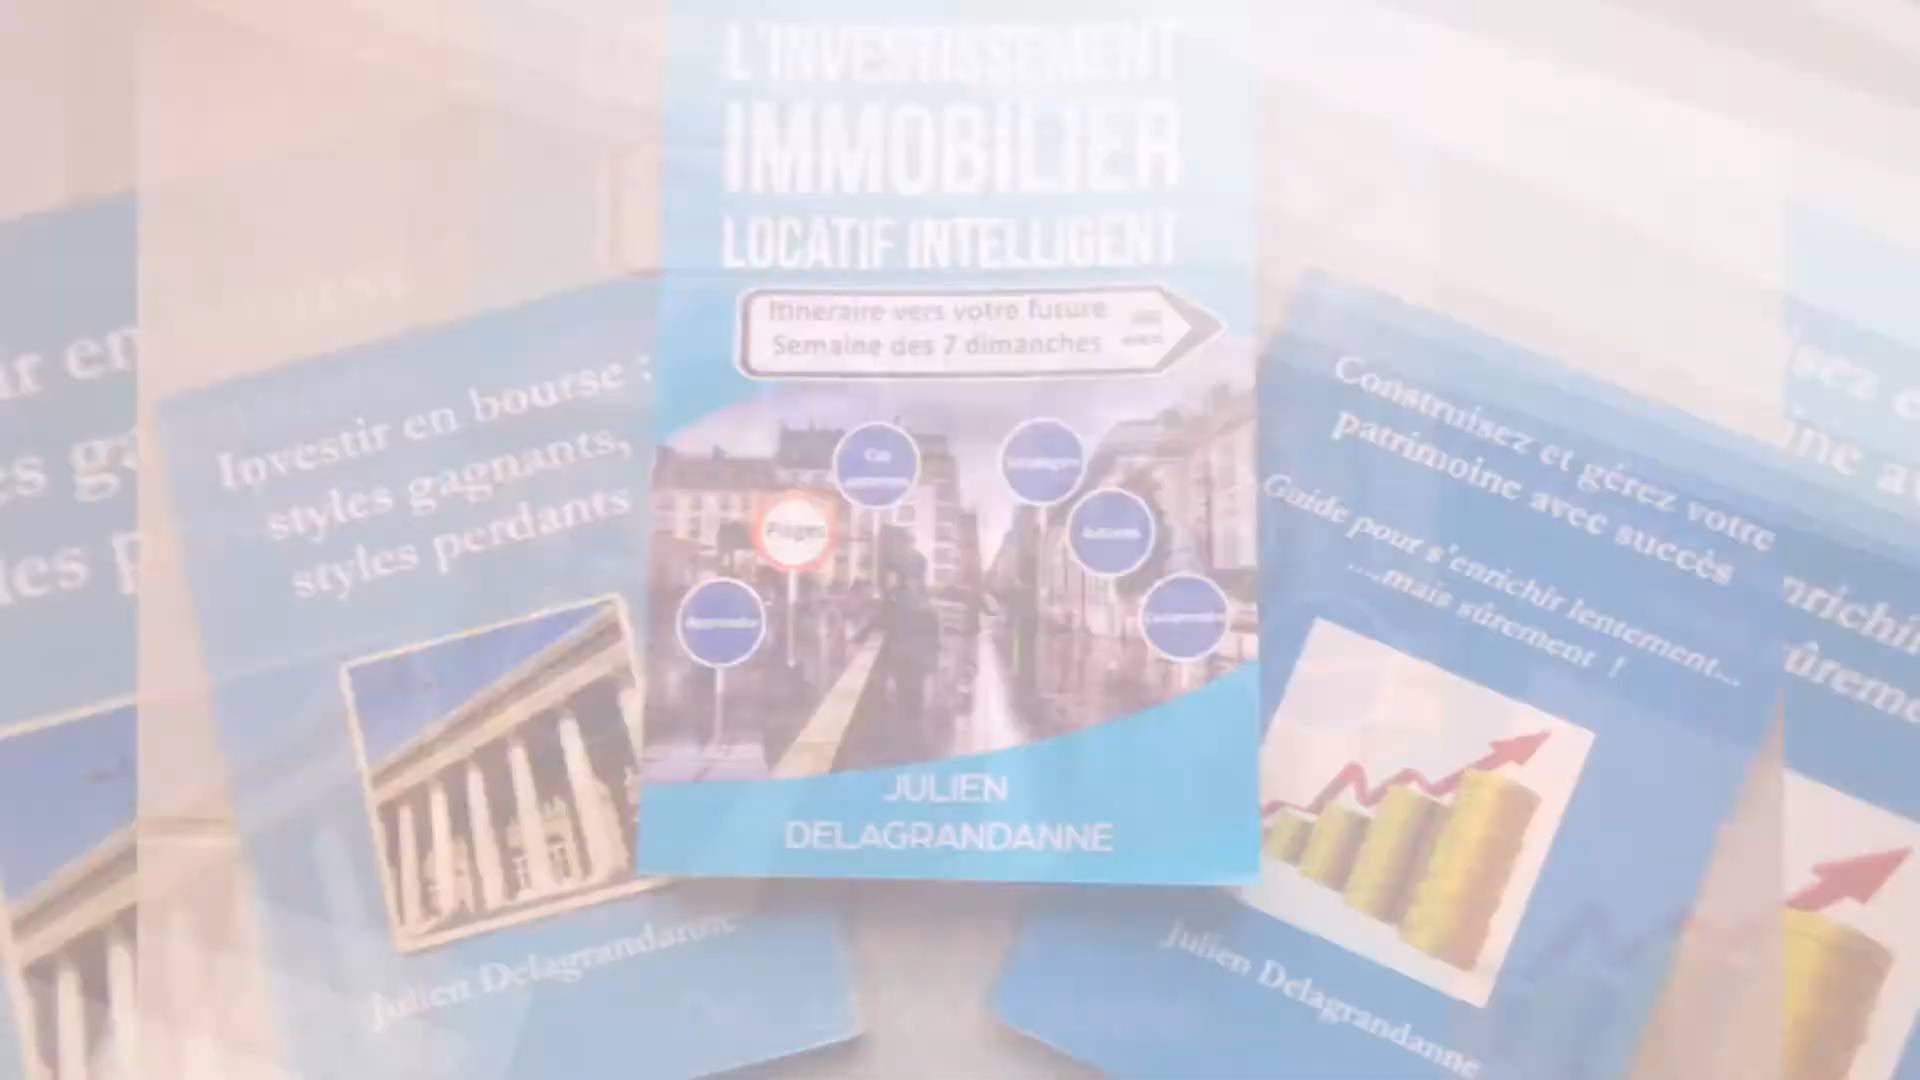 L'INVESTISSEMENT
IMMOBILIER
LOCATIF INTELLIGENT
Itineraire vers votre future
Semaine des 7 dimanches
Pièges
JULIEN
DELAGRANDANNE
Investir en bourse :
styles gagnants,
styles perdants
Julien Delagrandanne
Construisez et gérez votre
patrimoine avec succès
Guide pour s'enrichir lentement...
....mais sûrement !
Julien Delagrandanne